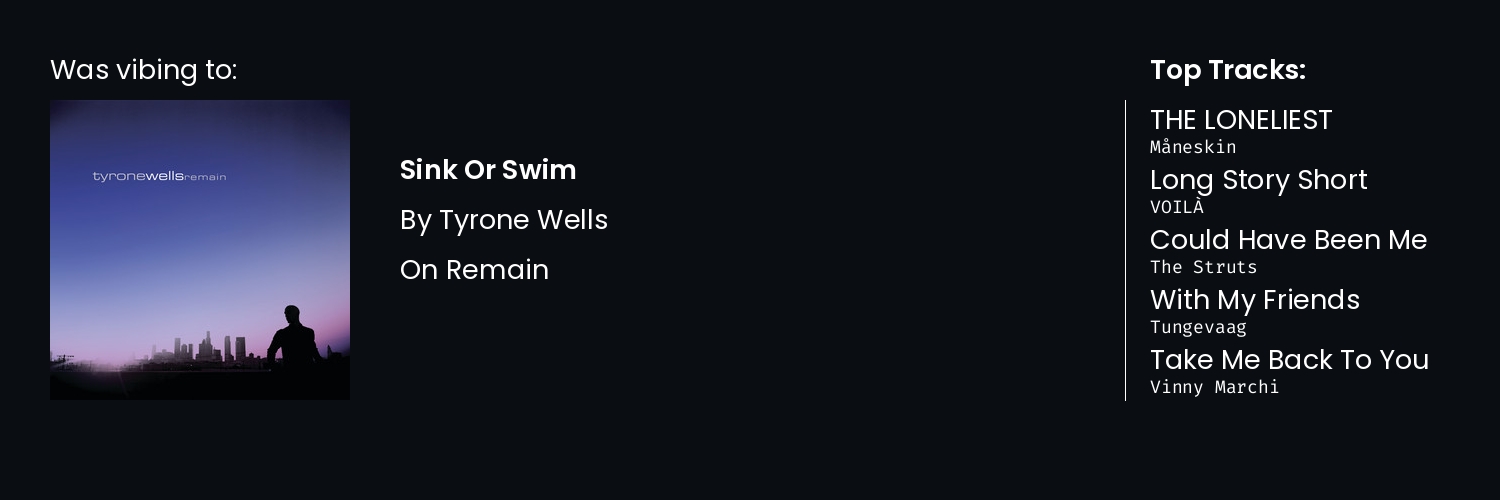 Was vibing to:
tyronewellsremain
Sink Or Swim
By Tyrone Wells
On Remain
Top Tracks:
THE LONELIEST
Måneskin
Long Story Short
VOILÀ
Could Have Been Me
The Struts
With My Friends
Tungevaag
Take Me Back To You
Vinny Marchi